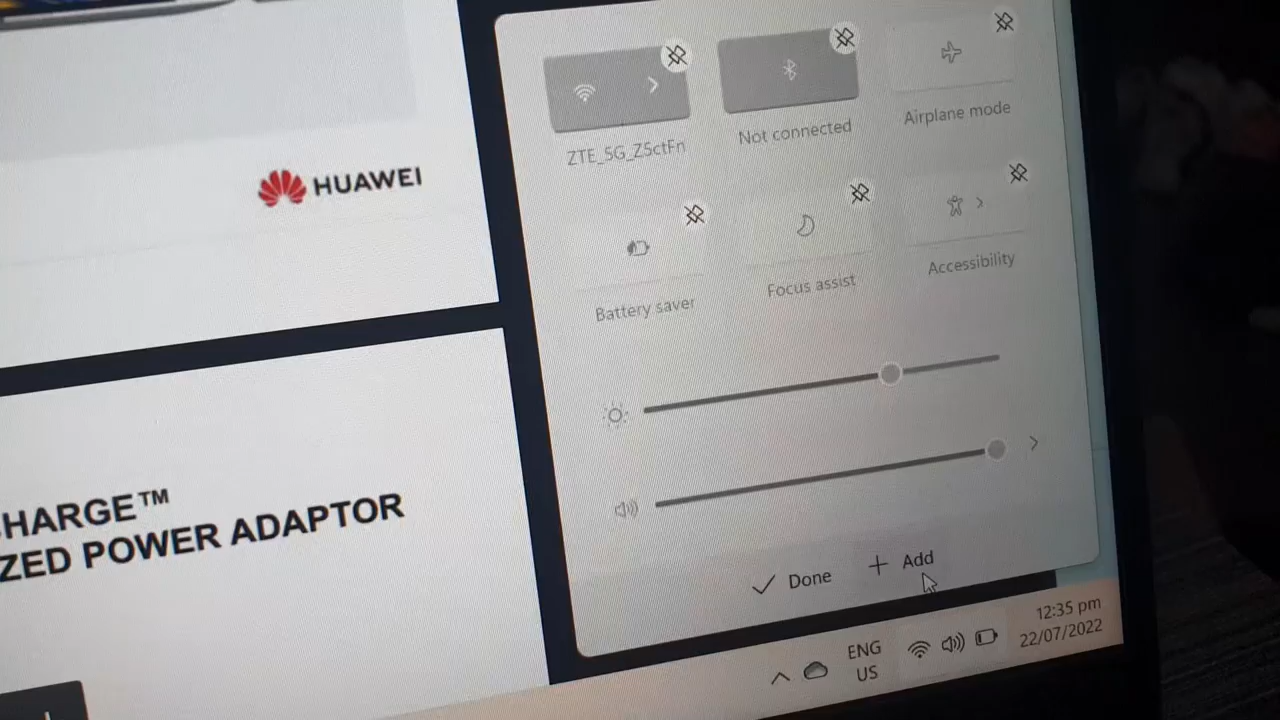 HUAWEI
HARGE™
ZED POWER ADAPTOR
ZTE_5G_Z5ctFn
Not connected
Airplane mode
Battery saver
Focus assist
Accessibility
Done
Add
ENG
US
12:35 pm
22/07/2022